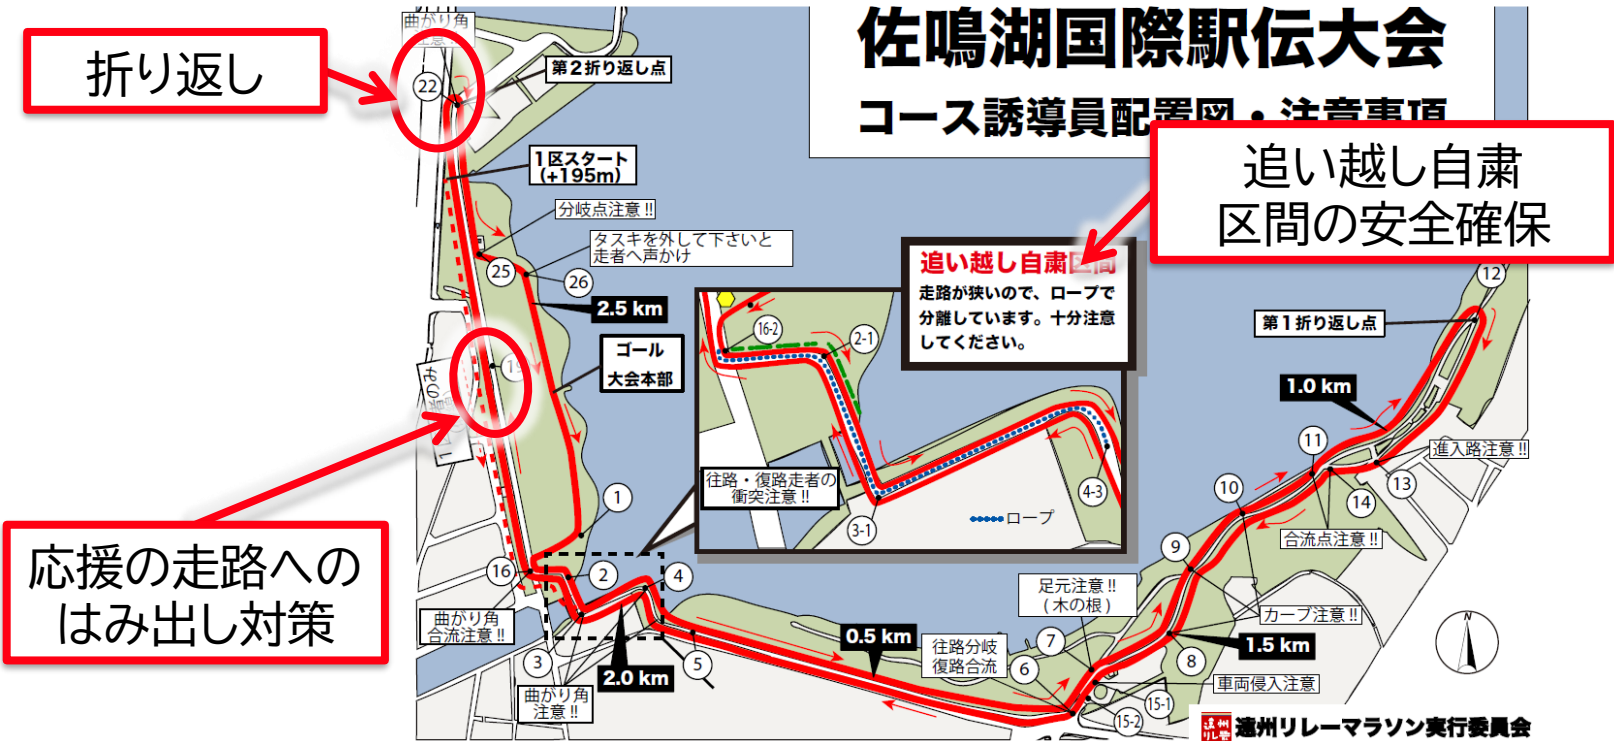 佐鳴湖国際駅伝大会
コース誘導員配置図・注意事項
折り返し
追い越し自粛
区間の安全確保
応援の走路への
はみ出し対策
曲がり角
22
第2折り返し点
1区スタート
(+195m)
分岐点注意!!
タスキを外して下さいと
走者へ声かけ
25
26
2.5 km
ゴール
大会本部
追い越し自粛区間
走路が狭いので、ロープで
分離しています。十分注意
してください。
16-2
2-1
往路・復路走者の
衝突注意!!
3-1
4-3
ロープ
12
第1折り返し点
1.0 km
11
進入路注意!!
13
14
10
合流点注意!!
9
足元注意!!
(木の根)
カーブ注意!!
1.5 km
7
8
車両侵入注意
往路分岐
復路合流
6
15-1
15-2
0.5 km
1
16
2
4
曲がり角
合流注意!!
3
5
2.0 km
曲がり角
注意!!
N
遠州リレーマラソン実行委員会